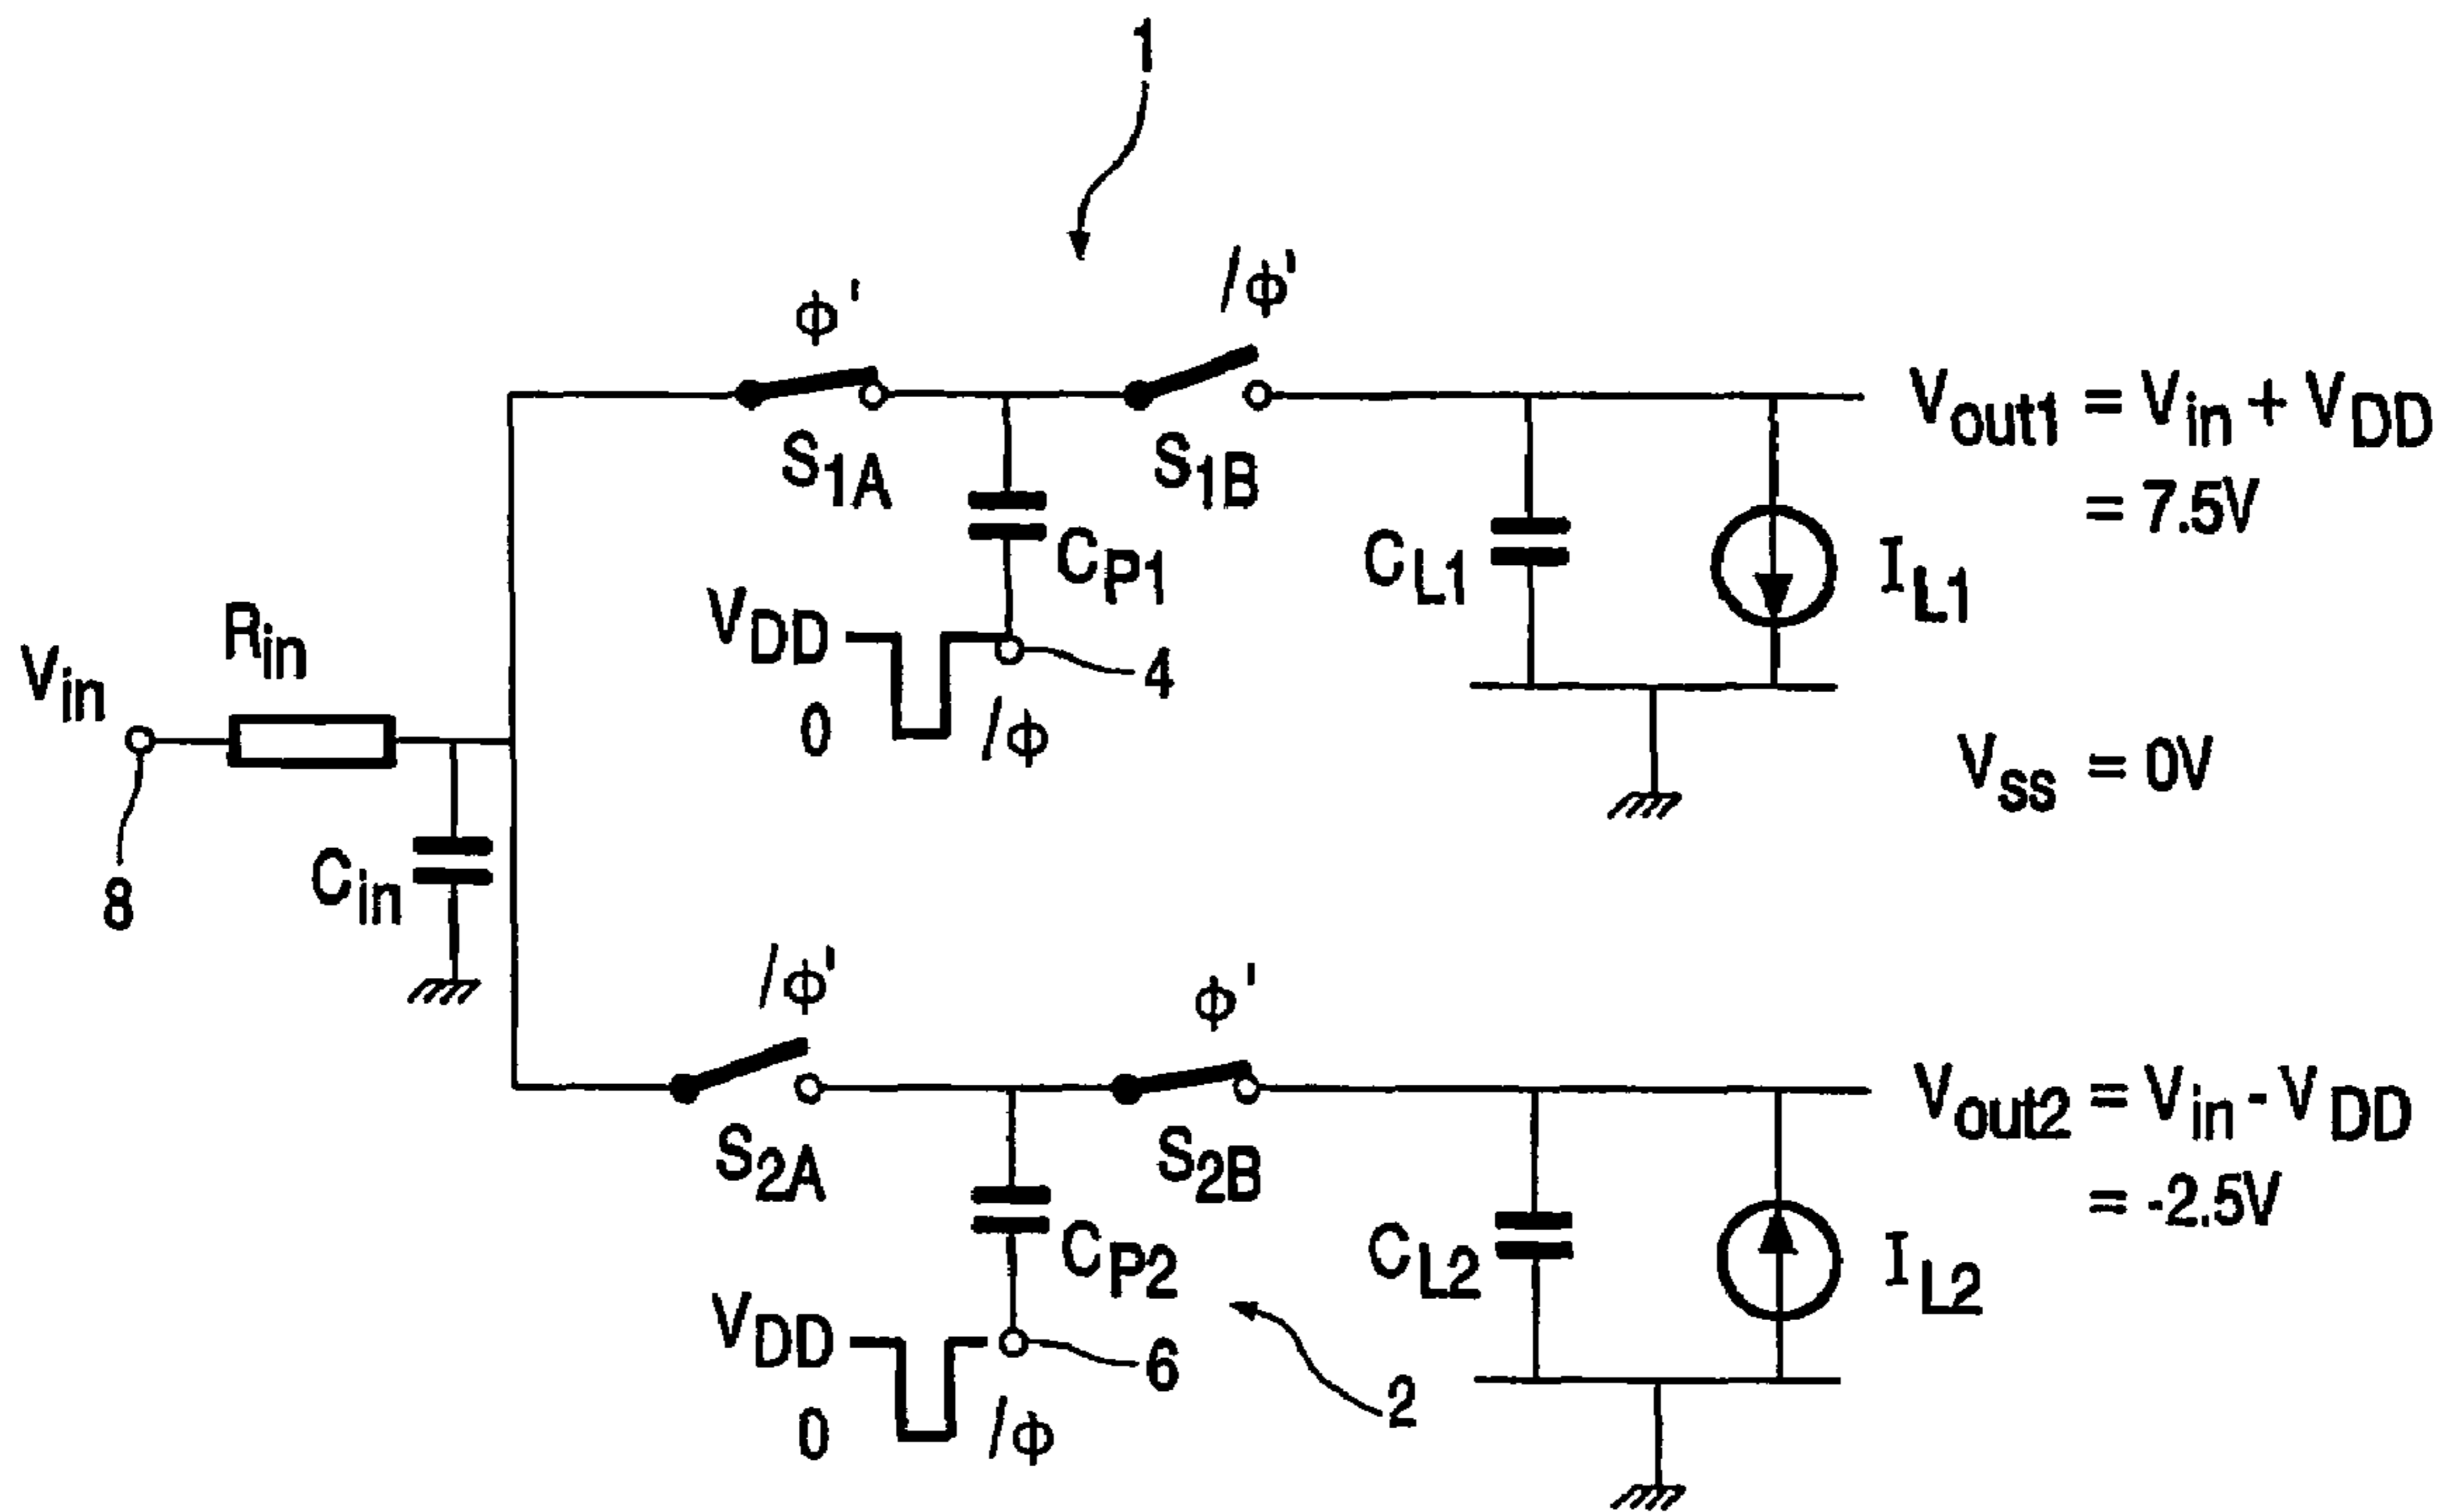 1
ϕ'
/ϕ'
S1A
S1B
Vout1 = Vin + VDD
= 7.5V
CP1
CL1
IL1
VDD
0
/ϕ
4
Vin
Rin
8
Cin
VSS = 0V
/ϕ'
ϕ'
S2A
S2B
Vout2 = Vin - VDD
= -2.5V
CP2
CL2
IL2
VDD
0
/ϕ
6
2